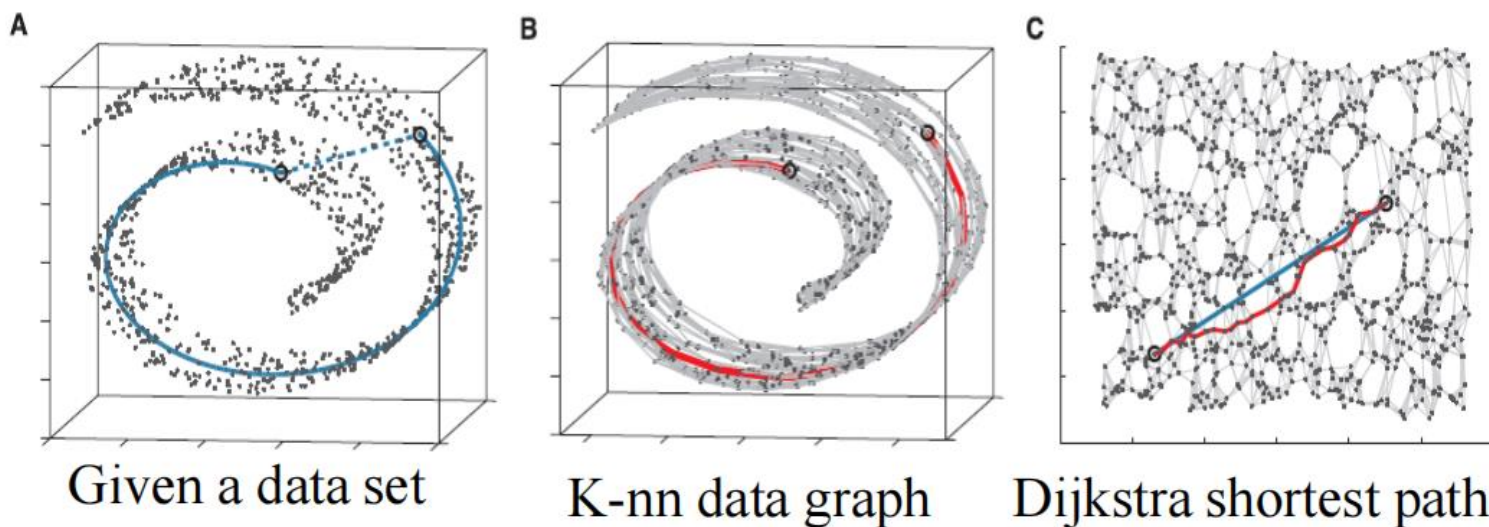 A
B
C
Given a data set
K-nn data graph
Dijkstra shortest path